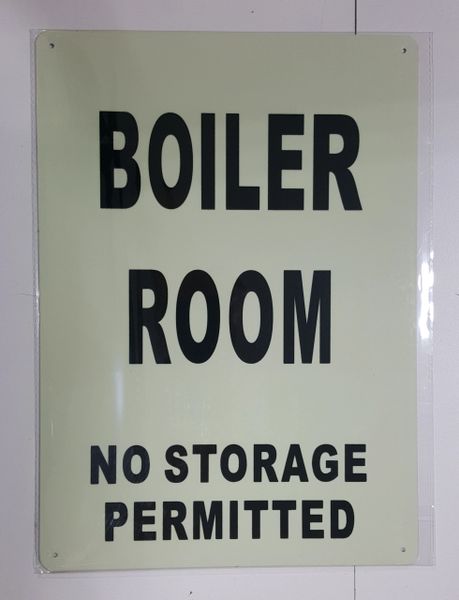 BOILER
ROOM
NO STORAGE
PERMITTED